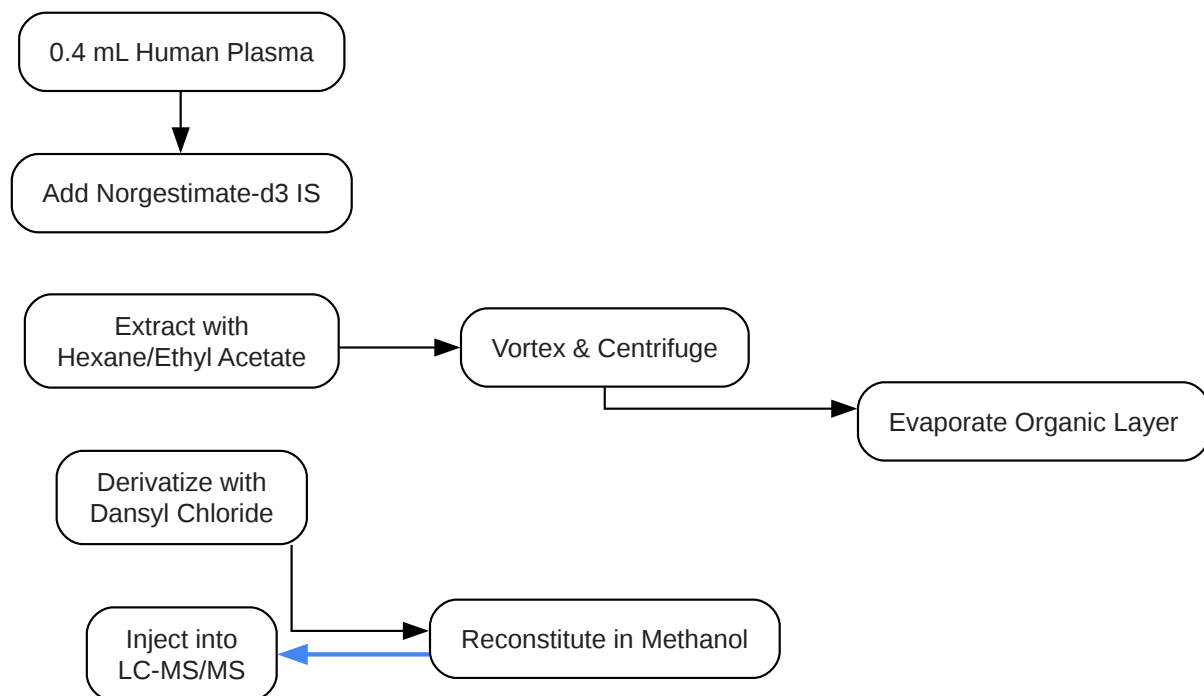 0.4 mL Human Plasma
Add Norgestimate-d3 IS
Extract with
Hexane/Ethyl Acetate
Vortex & Centrifuge
Evaporate Organic Layer
Derivatize with
Dansyl Chloride
Reconstitute in Methanol
Inject into
LC-MS/MS